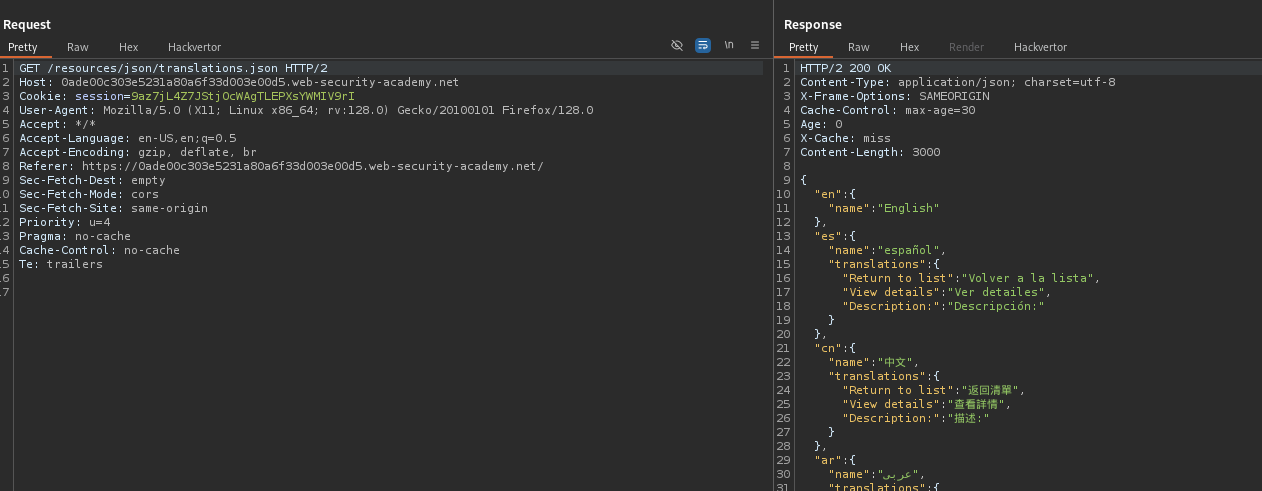 Request
Pretty Raw Hex Hackvertor \n
1 GET /resources/json/translations.json HTTP/2
2 Host: 0ade00c303e5231a80a6f33d003e00d5.web-security-academy.net
3 Cookie: session=9az7jL4Z7JStjOcWAgTLEPXsYWMIV9rI
4 User-Agent: Mozilla/5.0 (X11; Linux x86_64; rv:128.0) Gecko/20100101 Firefox/128.0
5 Accept: */*
6 Accept-Language: en-US,en;q=0.5
7 Accept-Encoding: gzip, deflate, br
8 Referer: https://0ade00c303e5231a80a6f33d003e00d5.web-security-academy.net/
9 Sec-Fetch-Dest: empty
10 Sec-Fetch-Mode: cors
11 Sec-Fetch-Site: same-origin
12 Priority: u=4
13 Pragma: no-cache
14 Cache-Control: no-cache
15 Te: trailers
16
17
Response
Pretty Raw Hex Render Hackvertor
1 HTTP/2 200 OK
2 Content-Type: application/json; charset=utf-8
3 X-Frame-Options: SAMEORIGIN
4 Cache-Control: max-age=30
5 Age: 0
6 X-Cache: miss
7 Content-Length: 3000
8
9 {
10 "en":{
11 "name":"English"
12 },
13 "es":{
14 "name":"español",
15 "translations":{
16 "Return to list":"Volver a la lista",
17 "View details":"Ver detailes",
18 "Description:":"Descripción:"
19 }
20 },
21 "cn":{
22 "name":"中文",
23 "translations":{
24 "Return to list":"返回清單",
25 "View details":"查看詳情",
26 "Description:":"描述:"
27 }
28 },
29 "ar":{
30 "name":"عربى",
31 "translations":{